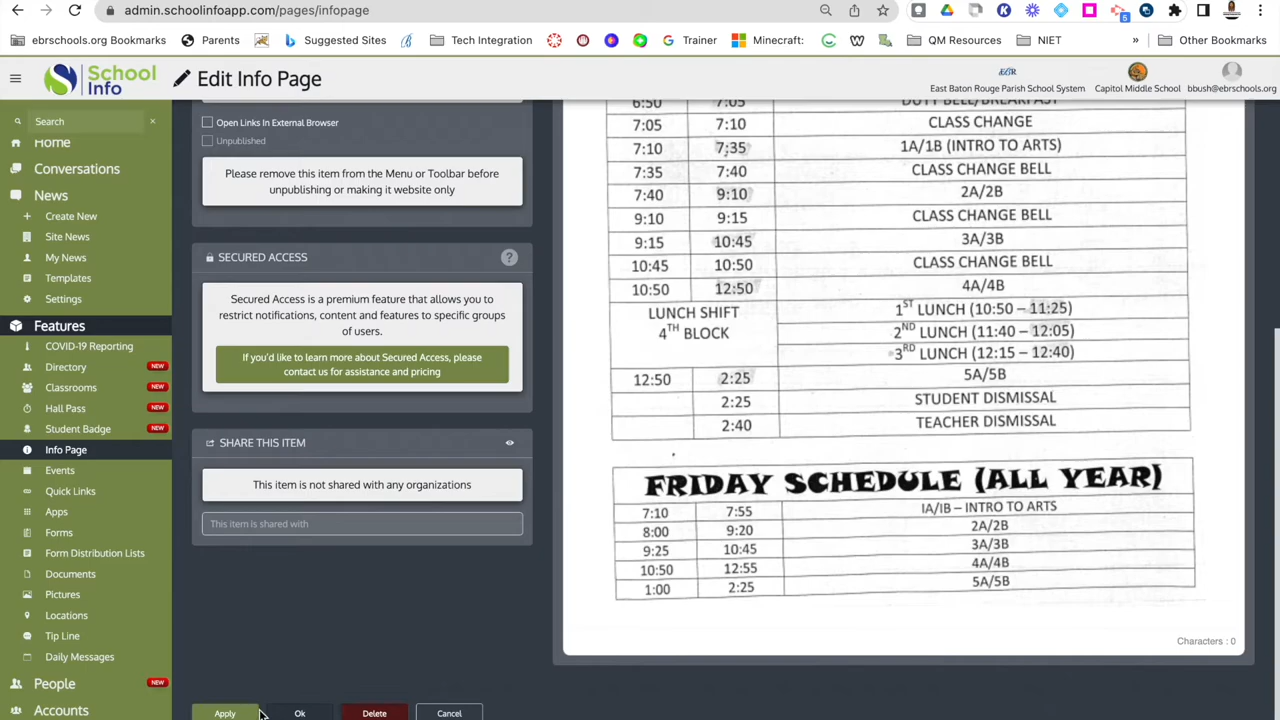 admin.schoolinfoapp.com/pages/infopage
ebrschools.org Bookmarks Parents Suggested Sites Tech Integration Trainer Minecraft: QM Resources NIET » Other Bookmarks
School Info
Edit Info Page
East Baton Rouge Parish School System
Capitol Middle School
bbush@ebrschools.org
Search
Home
Conversations
News
Create New
Site News
My News
Templates
Settings
Features
COVID-19 Reporting
Directory NEW
Classrooms NEW
Hall Pass NEW
Student Badge NEW
Info Page
Events
Quick Links
Apps
Forms
Form Distribution Lists
Documents
Pictures
Locations
Tip Line
Daily Messages
People NEW
Accounts
Open Links In External Browser
Unpublished
Please remove this item from the Menu or Toolbar before
unpublishing or making it website only
SECURED ACCESS ?
Secured Access is a premium feature that allows you to
restrict notifications, content and features to specific groups
of users.
If you'd like to learn more about Secured Access, please
contact us for assistance and pricing
SHARE THIS ITEM
This item is not shared with any organizations
This item is shared with
Apply Ok Delete Cancel
6:50 7:05 DUTY BELL/BREAKFAST
7:05 7:10 CLASS CHANGE
7:10 7:35 1A/1B (INTRO TO ARTS)
7:35 7:40 CLASS CHANGE BELL
7:40 9:10 2A/2B
9:10 9:15 CLASS CHANGE BELL
9:15 10:45 3A/3B
10:45 10:50 CLASS CHANGE BELL
10:50 12:50 4A/4B
LUNCH SHIFT
4TH BLOCK
1ST LUNCH (10:50 – 11:25)
2ND LUNCH (11:40 – 12:05)
3RD LUNCH (12:15 – 12:40)
12:50 2:25 5A/5B
2:25 STUDENT DISMISSAL
2:40 TEACHER DISMISSAL
FRIDAY SCHEDULE (ALL YEAR)
7:10 7:55 IA/IB – INTRO TO ARTS
8:00 9:20 2A/2B
9:25 10:45 3A/3B
10:50 12:55 4A/4B
1:00 2:25 5A/5B
Characters : 0